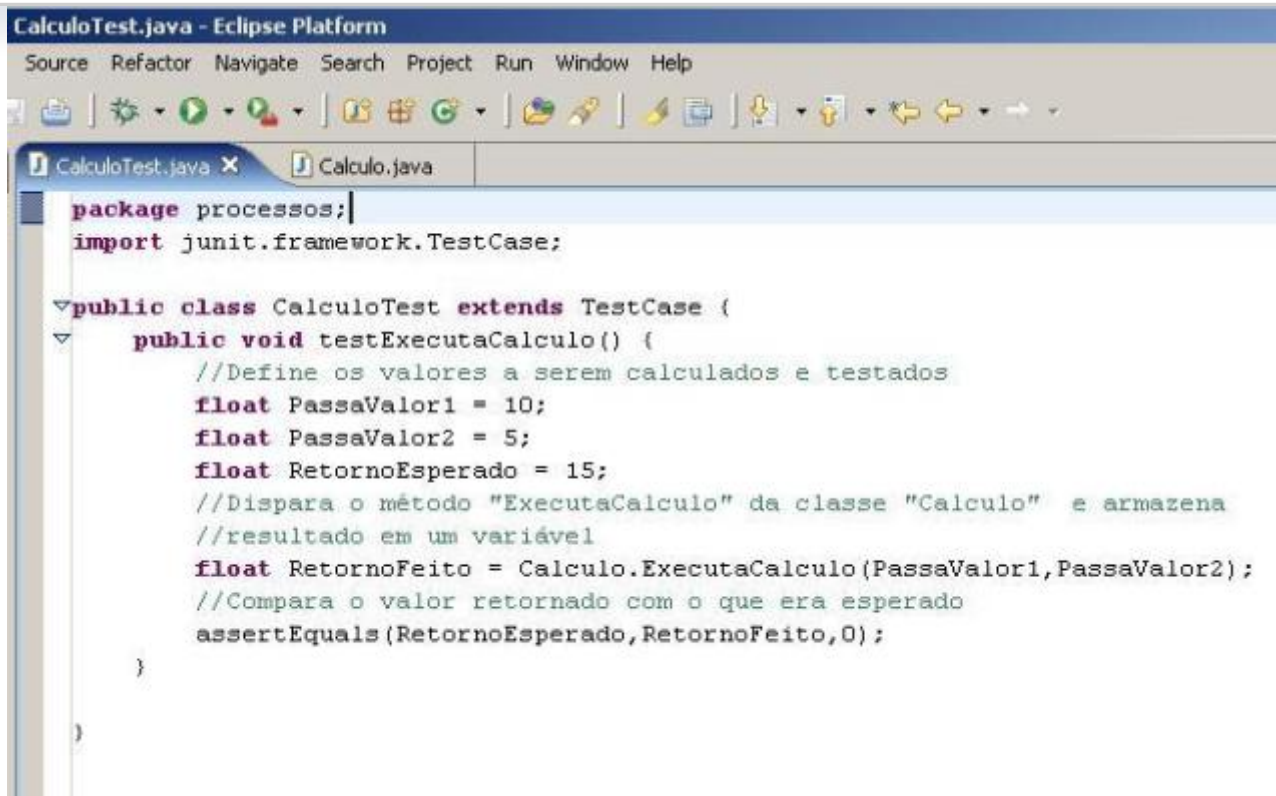 CalculoTest.java - Eclipse Platform
Source Refactor Navigate Search Project Run Window Help
CalculoTest.java Calculo.java
package processos;
import junit.framework.TestCase;
public class CalculoTest extends TestCase {
public void testExecutaCalculo() {
//Define os valores a serem calculados e testados
float PassaValor1 = 10;
float PassaValor2 = 5;
float RetornoEsperado = 15;
//Dispara o método "ExecutaCalculo" da classe "Calculo"  e armazena
//resultado em um variável
float RetornoFeito = Calculo.ExecutaCalculo(PassaValor1,PassaValor2);
//Compara o valor retornado com o que era esperado
assertEquals(RetornoEsperado,RetornoFeito,0);
}
}